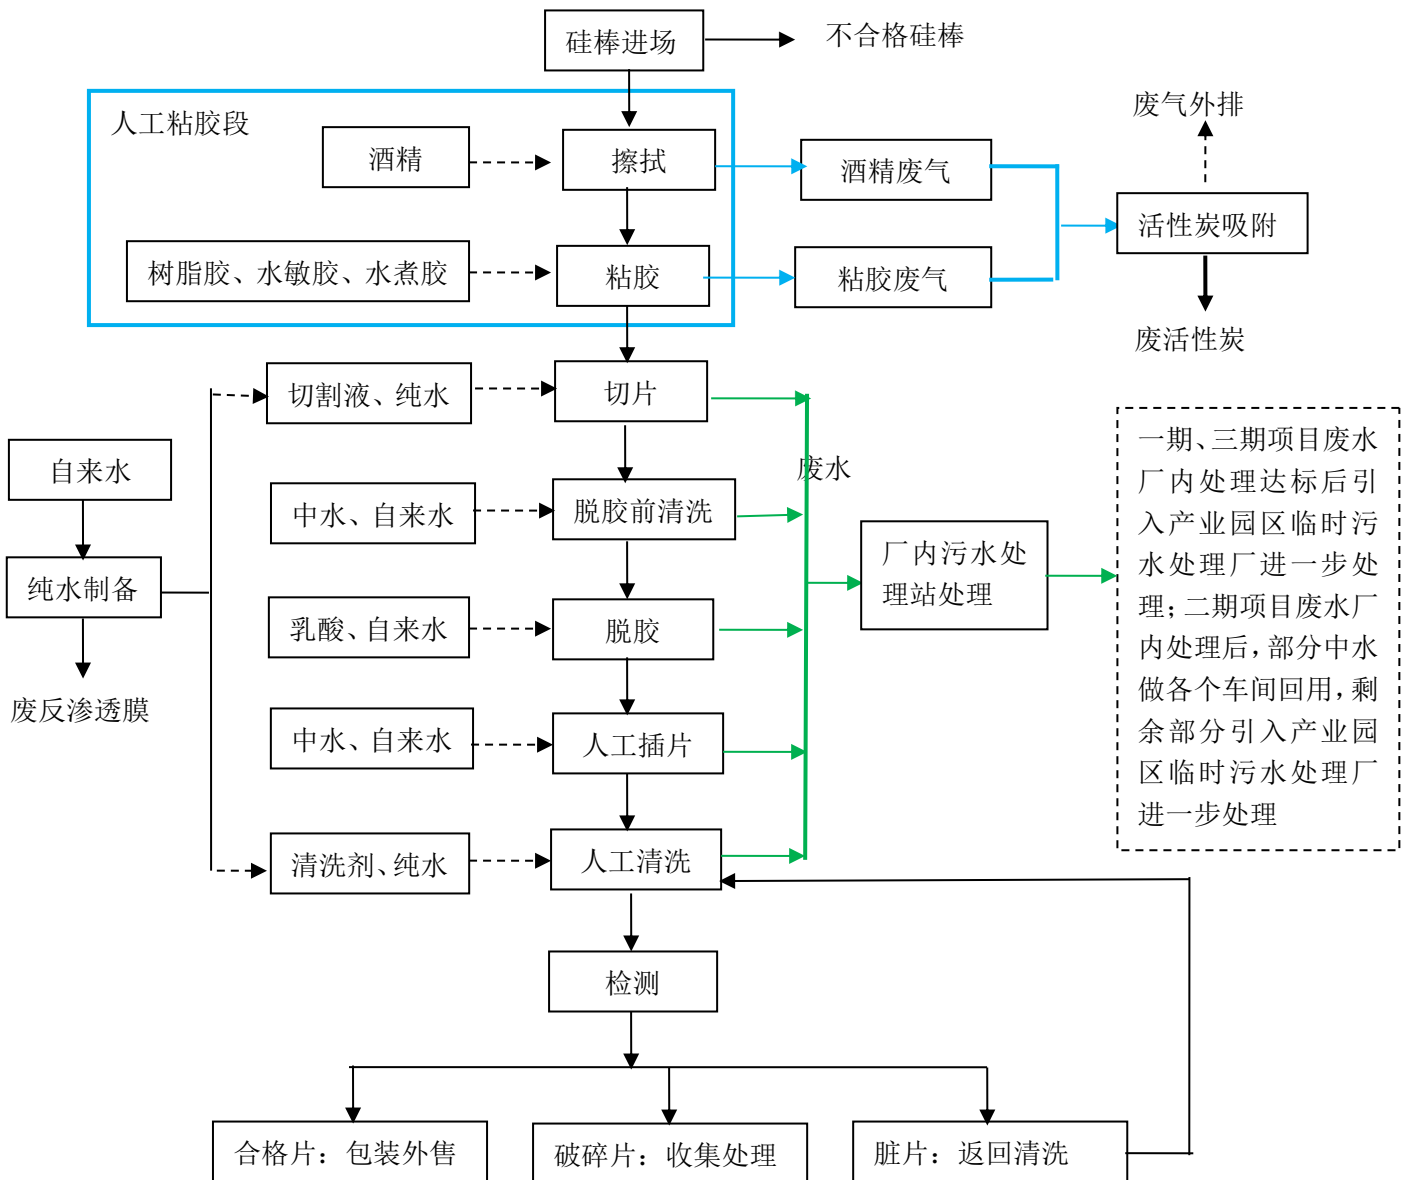 硅棒进场
不合格硅棒
人工粘胶段
酒精
擦拭
酒精废气
废气外排
活性炭吸附
树脂胶、水敏胶、水煮胶
粘胶
粘胶废气
废活性炭
切割液、纯水
切片
自来水
废水
中水、自来水
脱胶前清洗
纯水制备
厂内污水处
理站处理
乳酸、自来水
脱胶
废反渗透膜
中水、自来水
人工插片
清洗剂、纯水
人工清洗
一期、三期项目废水
厂内处理达标后引
入产业园区临时污
水处理厂进一步处
理；二期项目废水厂
内处理后，部分中水
做各个车间回用，剩
余部分引入产业园
区临时污水处理厂
进一步处理
检测
合格片：包装外售
破碎片：收集处理
脏片：返回清洗